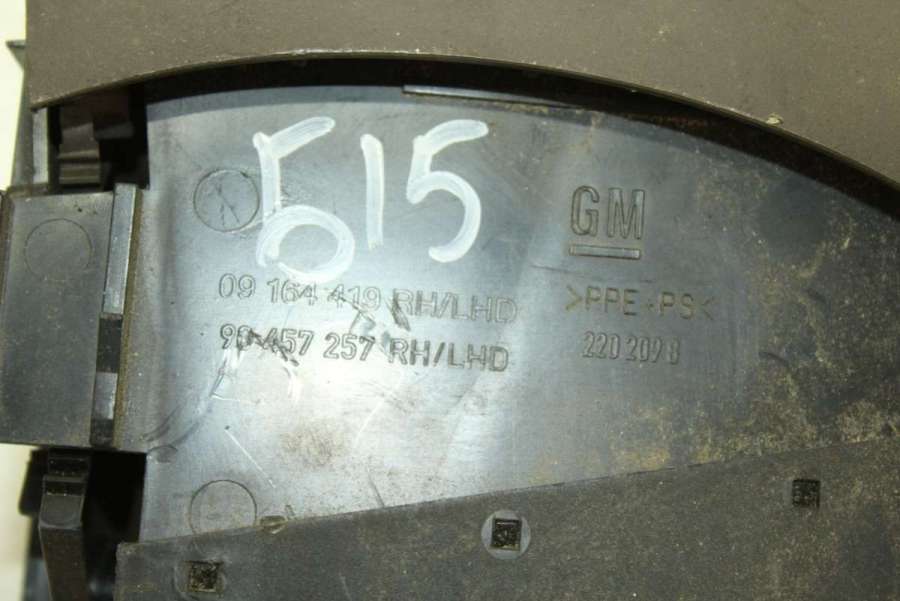 515
GM
09 164 419 RH/LHD
>PPE+PS<
90 457 257 RH/LHD
220 209 8